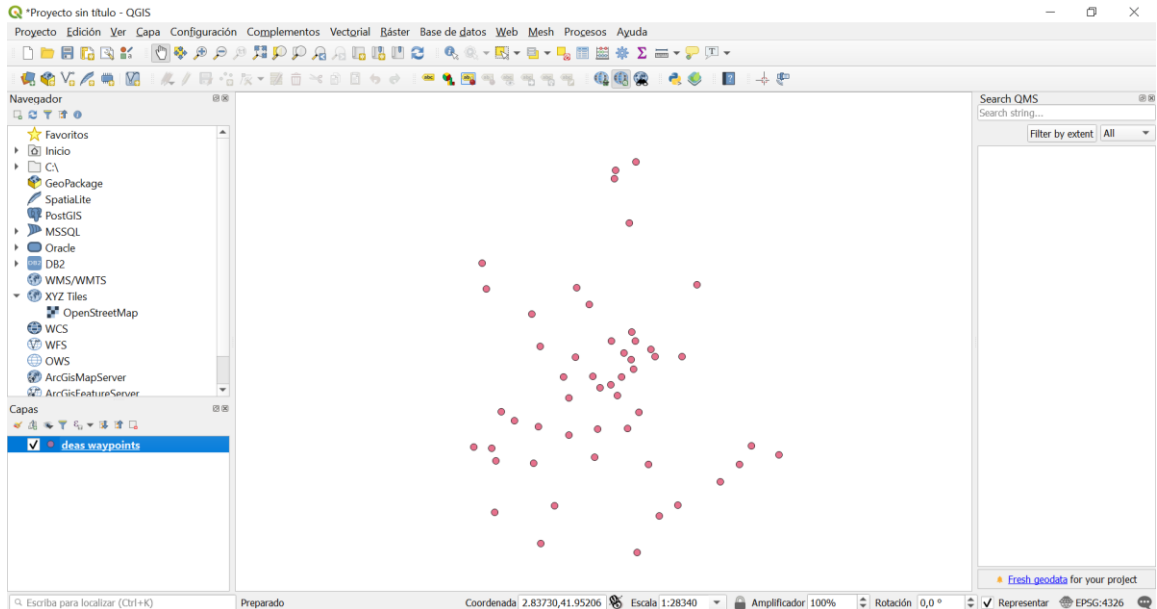 *Proyecto sin título - QGIS
Proyecto Edición Ver Capa Configuración Complementos Vectorial Ráster Base de datos Web Mesh Procesos Ayuda
Navegador
Favoritos
Inicio
C:\
GeoPackage
SpatiaLite
PostGIS
MSSQL
Oracle
DB2
WMS/WMTS
XYZ Tiles
OpenStreetMap
WCS
WFS
OWS
ArcGisMapServer
ArcGisFeatureServer
Capas
deas waypoints
Search QMS
Search string...
Filter by extent All
Fresh geodata for your project
Escriba para localizar (Ctrl+K) Preparado Coordenada 2.83730,41.95206 Escala 1:28340 Amplificador 100% Rotación 0,0 ° Representar EPSG:4326